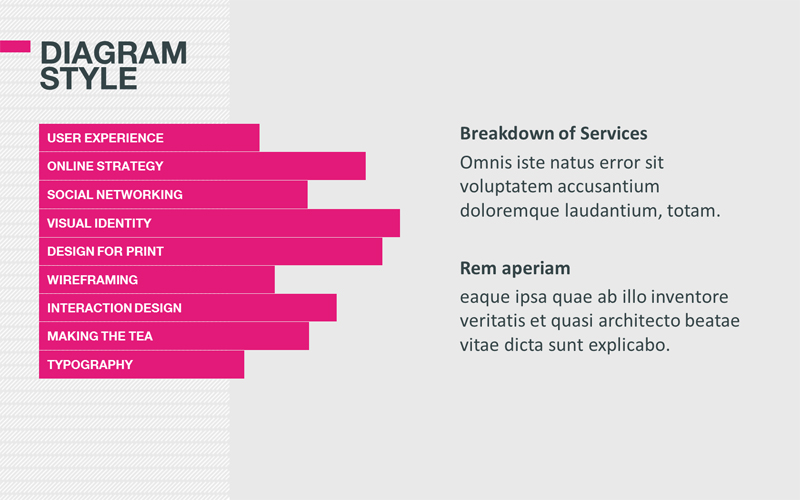 DIAGRAM
STYLE
USER EXPERIENCE
ONLINE STRATEGY
SOCIAL NETWORKING
VISUAL IDENTITY
DESIGN FOR PRINT
WIREFRAMING
INTERACTION DESIGN
MAKING THE TEA
TYPOGRAPHY
Breakdown of Services
Omnis iste natus error sit
voluptatem accusantium
doloremque laudantium, totam.
Rem aperiam
eaque ipsa quae ab illo inventore
veritatis et quasi architecto beatae
vitae dicta sunt explicabo.